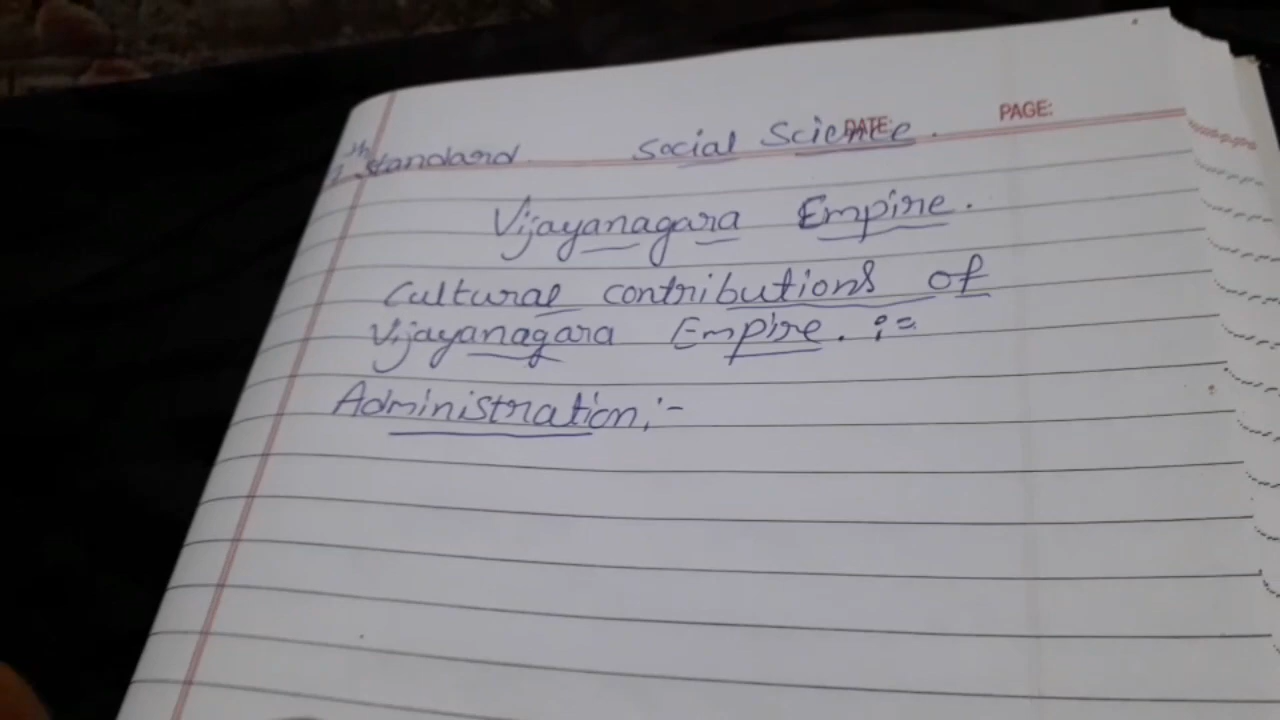 PAGE:
DATE:
Standard Social Science.
Vijayanagara Empire.
Cultural contributions of
Vijayanagara Empire. :=
Administration:-